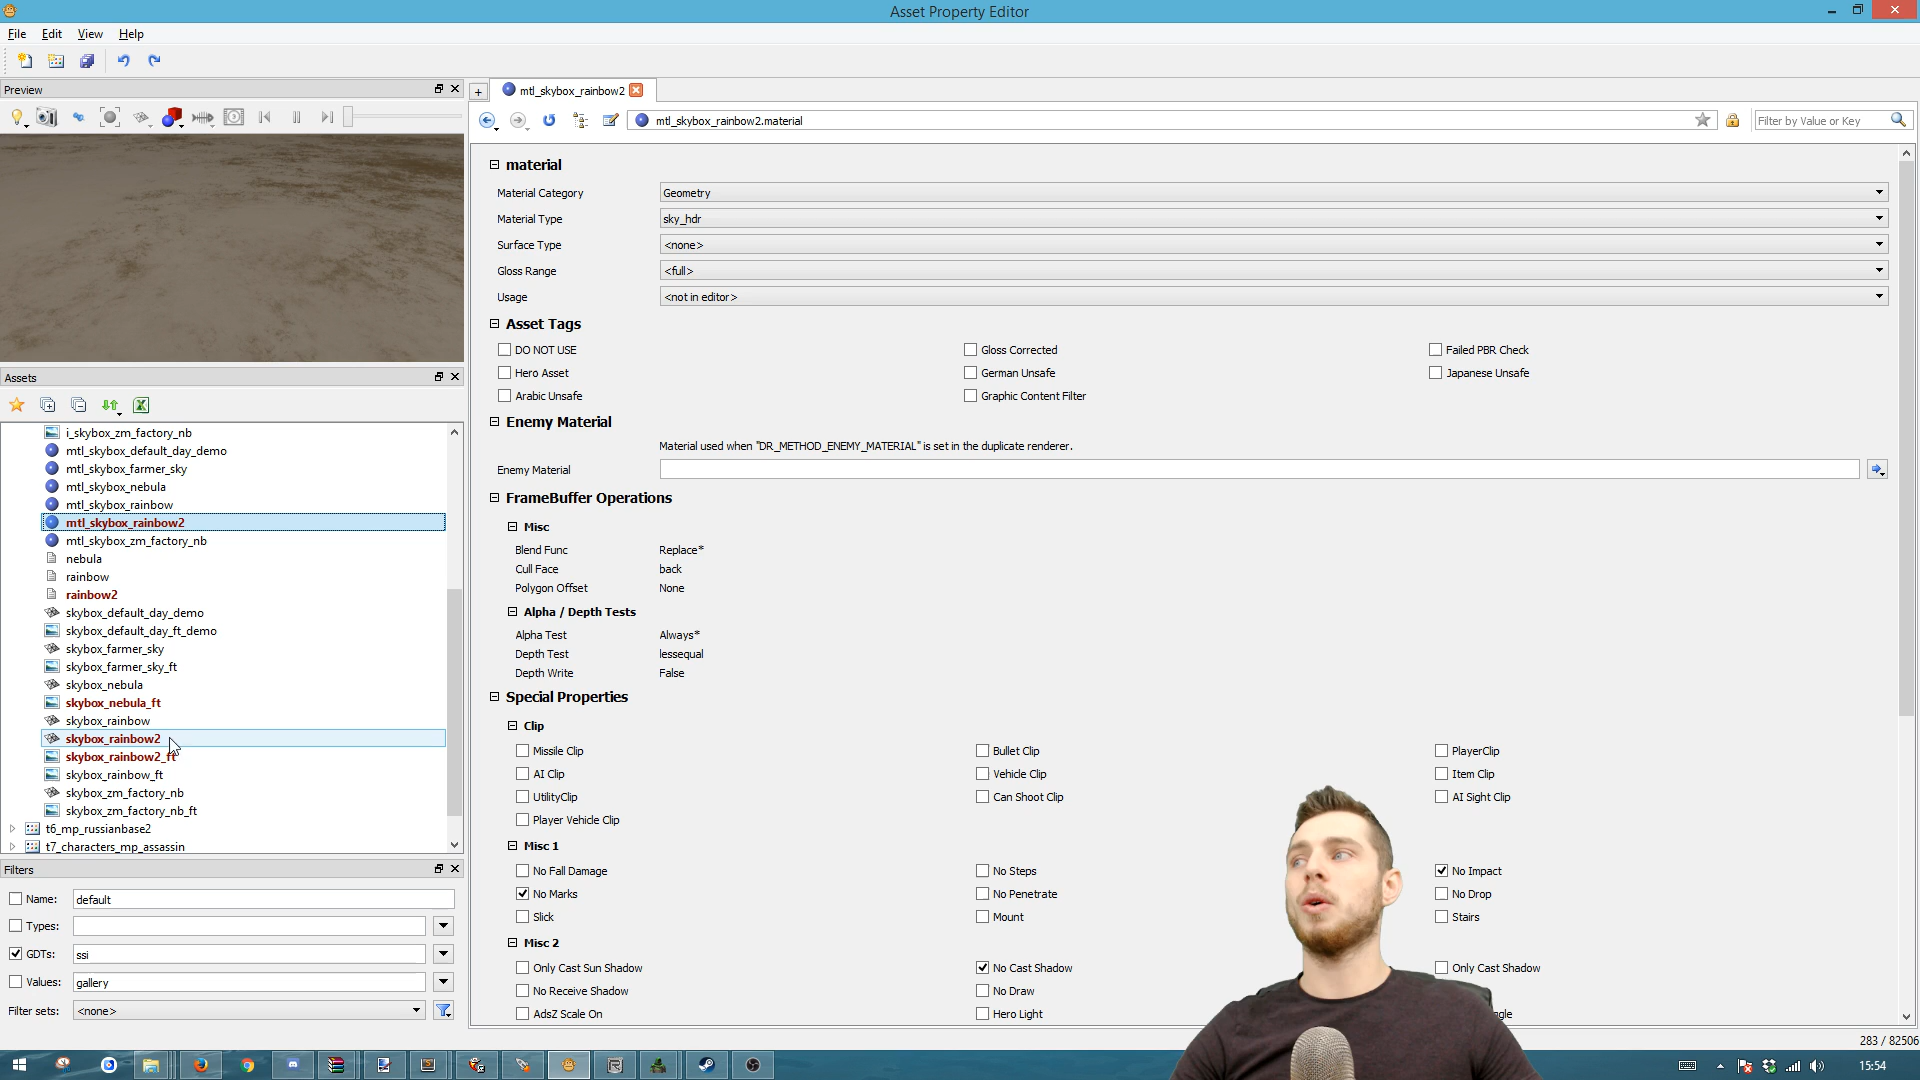 Asset Property Editor
File Edit View Help
Preview
mtl_skybox_rainbow2
mtl_skybox_rainbow2.material
Filter by Value or Key
material
Material Category Geometry
Material Type sky_hdr
Surface Type <none>
Gloss Range <full>
Usage <not in editor>
Asset Tags
DO NOT USE Gloss Corrected Failed PBR Check
Hero Asset German Unsafe Japanese Unsafe
Arabic Unsafe Graphic Content Filter
Enemy Material
Material used when "DR_METHOD_ENEMY_MATERIAL" is set in the duplicate renderer.
Enemy Material
FrameBuffer Operations
Misc
Blend Func Replace*
Cull Face back
Polygon Offset None
Alpha / Depth Tests
Alpha Test Always*
Depth Test lessequal
Depth Write False
Special Properties
Clip
Missile Clip Bullet Clip PlayerClip
AI Clip Vehicle Clip Item Clip
UtilityClip Can Shoot Clip AI Sight Clip
Player Vehicle Clip
Misc 1
No Fall Damage No Steps No Impact
No Marks No Penetrate No Drop
Slick Mount Stairs
Misc 2
Only Cast Sun Shadow No Cast Shadow Only Cast Shadow
No Receive Shadow No Draw
AdsZ Scale On Hero Light
Assets
i_skybox_zm_factory_nb
mtl_skybox_default_day_demo
mtl_skybox_farmer_sky
mtl_skybox_nebula
mtl_skybox_rainbow
mtl_skybox_rainbow2
mtl_skybox_zm_factory_nb
nebula
rainbow
rainbow2
skybox_default_day_demo
skybox_default_day_ft_demo
skybox_farmer_sky
skybox_farmer_sky_ft
skybox_nebula
skybox_nebula_ft
skybox_rainbow
skybox_rainbow2
skybox_rainbow2_ft
skybox_rainbow_ft
skybox_zm_factory_nb
skybox_zm_factory_nb_ft
t6_mp_russianbase2
t7_characters_mp_assassin
Filters
Name: default
Types:
GDTs: ssi
Values: gallery
Filter sets: <none>
283 / 82506
15:54